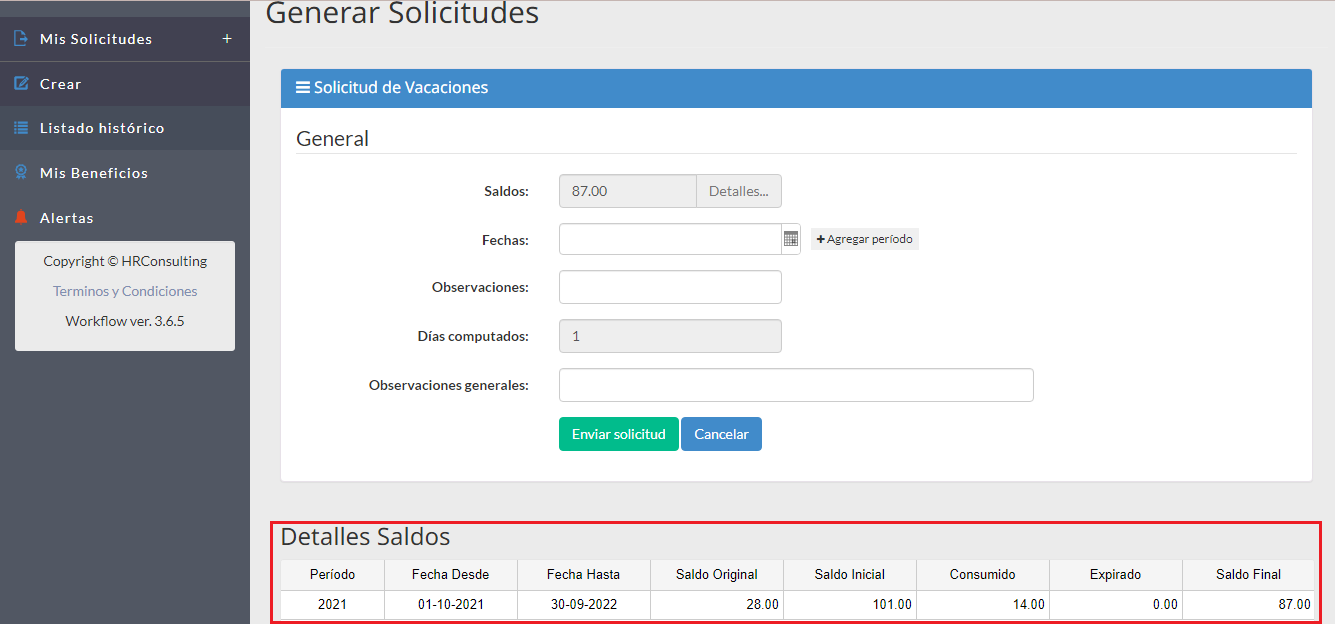 Generar Solicitudes
Mis Solicitudes +
Crear
Listado histórico
Mis Beneficios
Alertas
Copyright © HRConsulting
Terminos y Condiciones
Workflow ver. 3.6.5
Solicitud de Vacaciones
General
Saldos: 87.00 Detalles...
Fechas: + Agregar período
Observaciones:
Días computados: 1
Observaciones generales:
Enviar solicitud Cancelar
Detalles Saldos
Período Fecha Desde Fecha Hasta Saldo Original Saldo Inicial Consumido Expirado Saldo Final
2021 01-10-2021 30-09-2022 28.00 101.00 14.00 0.00 87.00